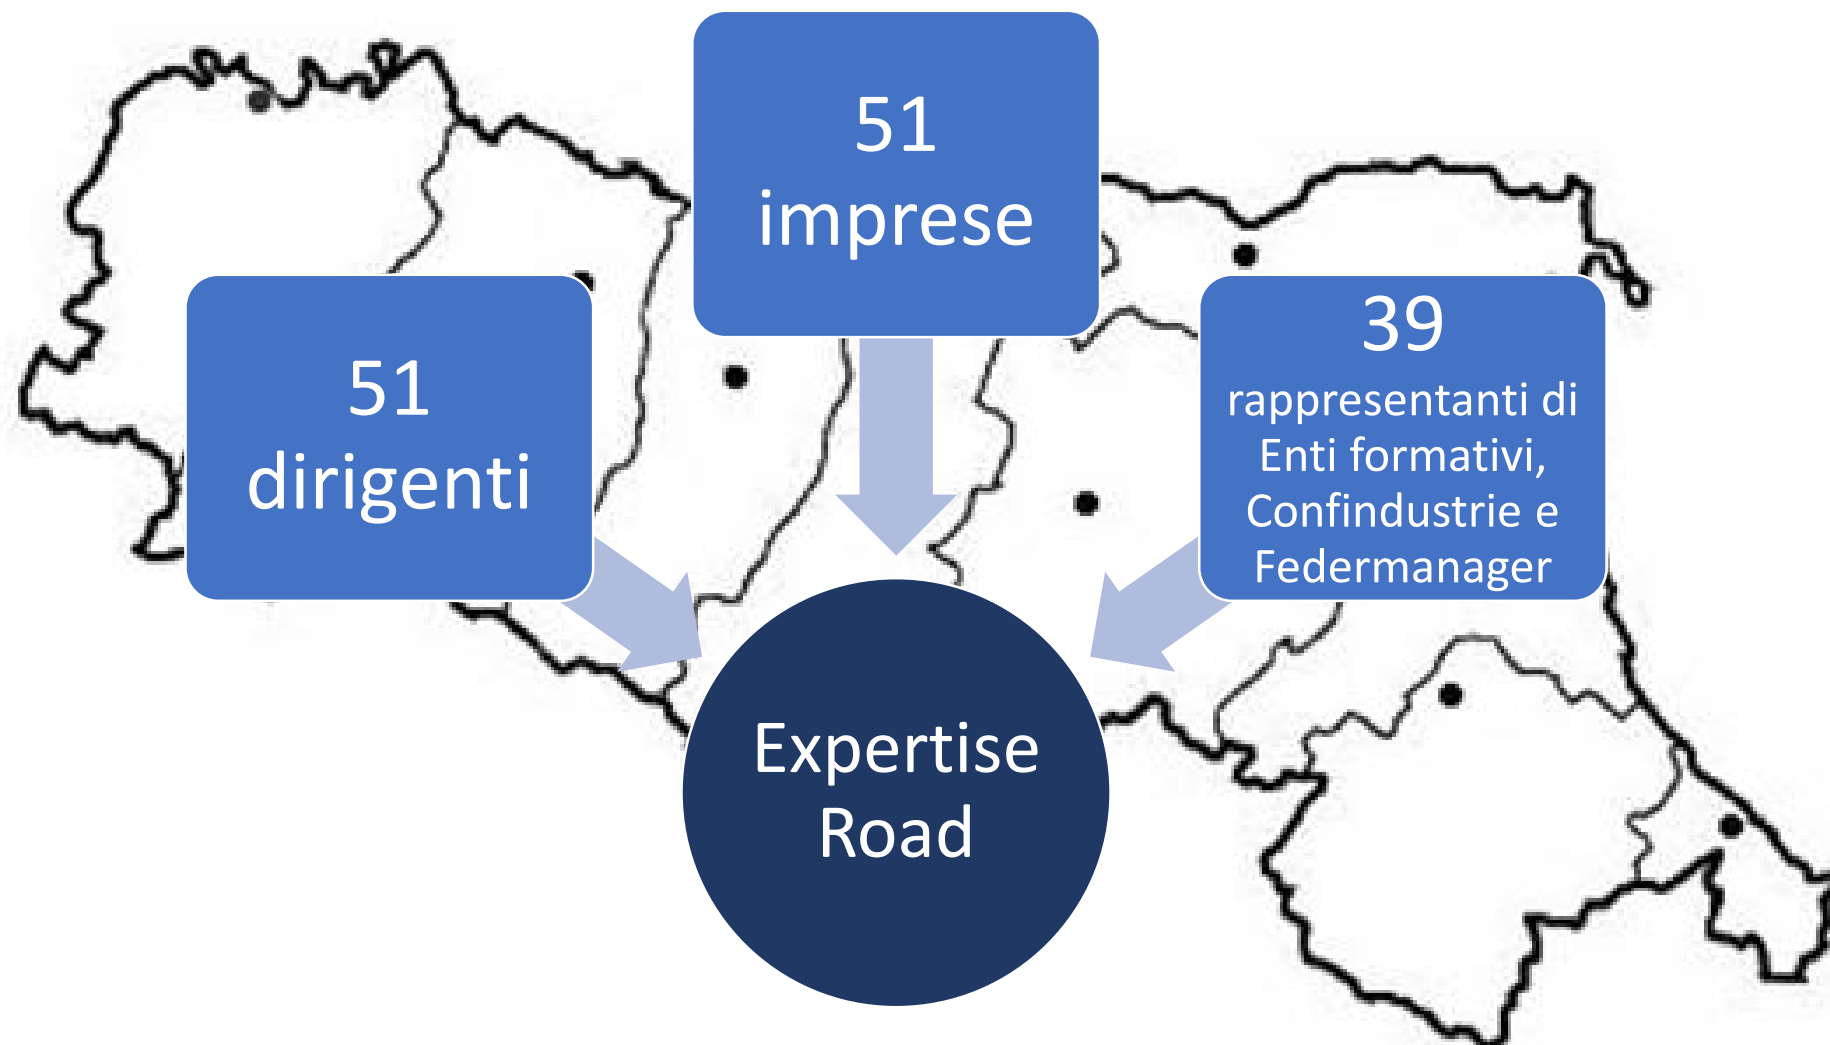 51
imprese
51
dirigenti
39
rappresentanti di
Enti formativi,
Confindustrie e
Federmanager
Expertise
Road